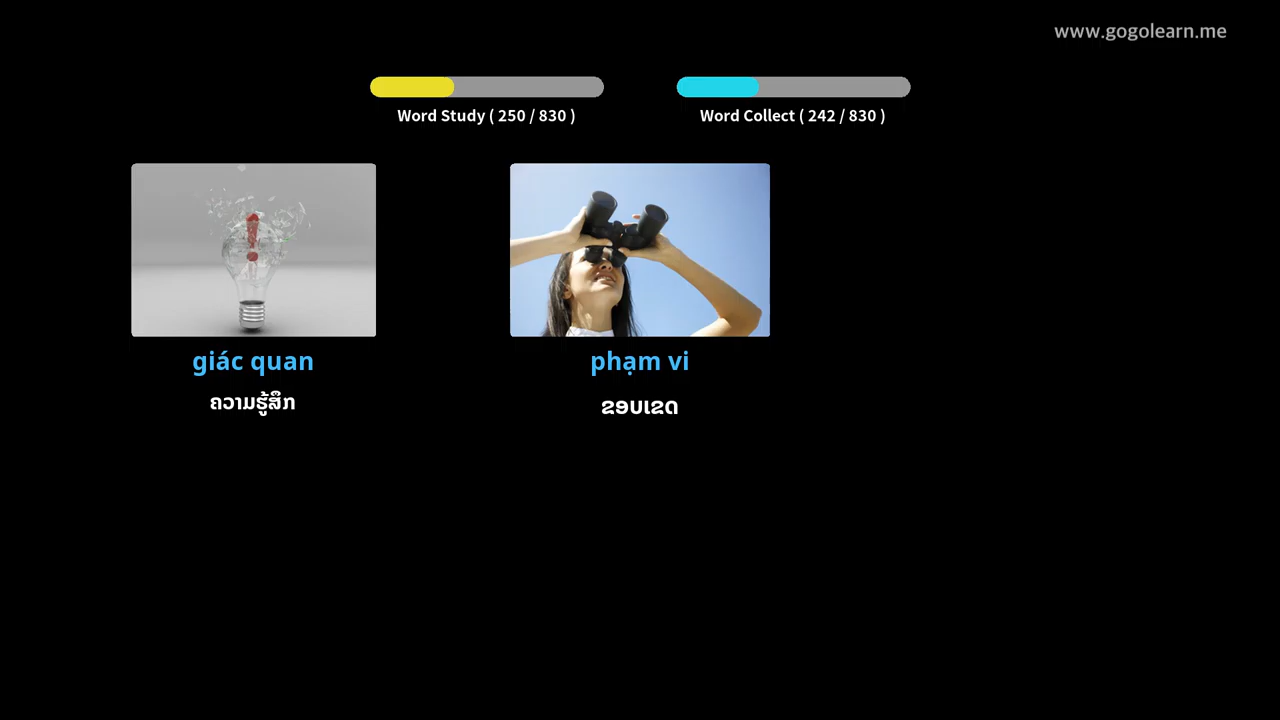 www.gogolearn.me
Word Study ( 250 / 830 )
Word Collect ( 242 / 830 )
giác quan
ຄວາມຮູ້ສຶກ
phạm vi
ຂອບເຂດ